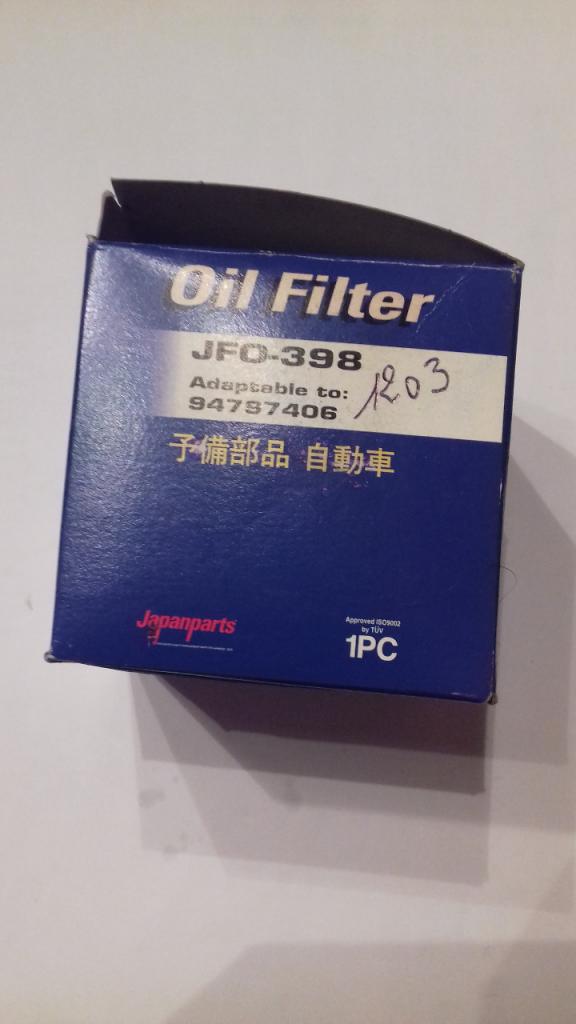 Oil Filter
JFO-398
Adaptable to:
94797406
1203
予備部品 自動車
Japanparts
Approved ISO9002
by TÜV
1PC